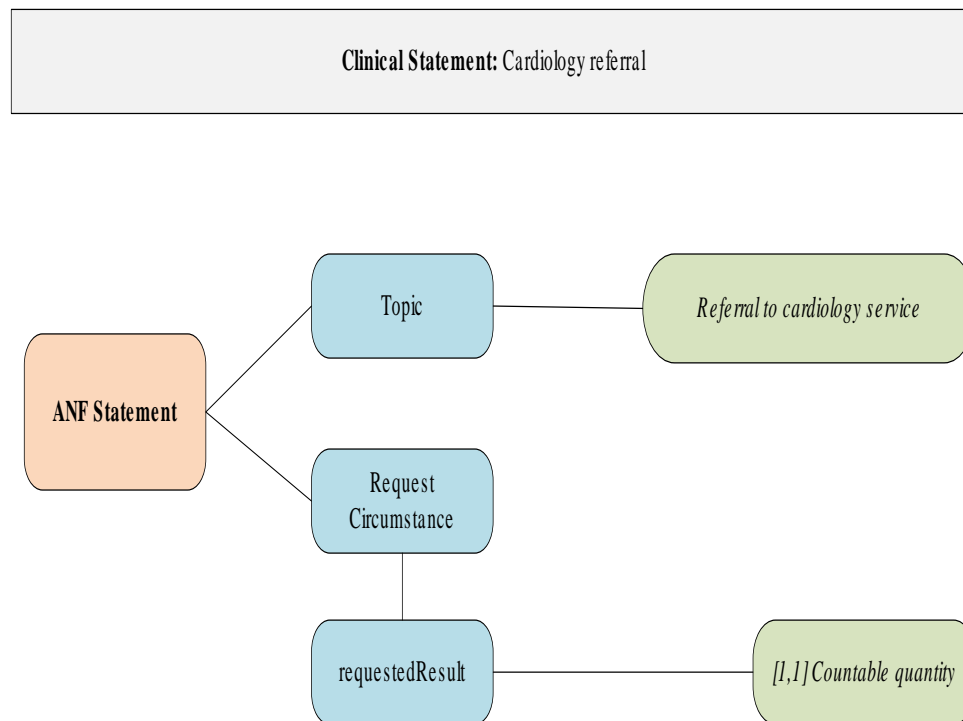 Clinical Statement: Cardiology referral
Topic
Referral to cardiology service
ANF Statement
Request
Circumstance
requestedResult
[1,1] Countable quantity